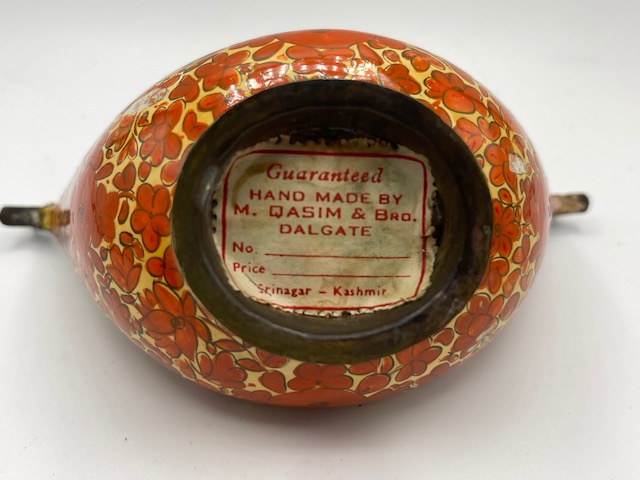 Guaranteed
HAND MADE BY
M. QASIM & BRO.
DALGATE
No.
Price
Srinagar - Kashmir